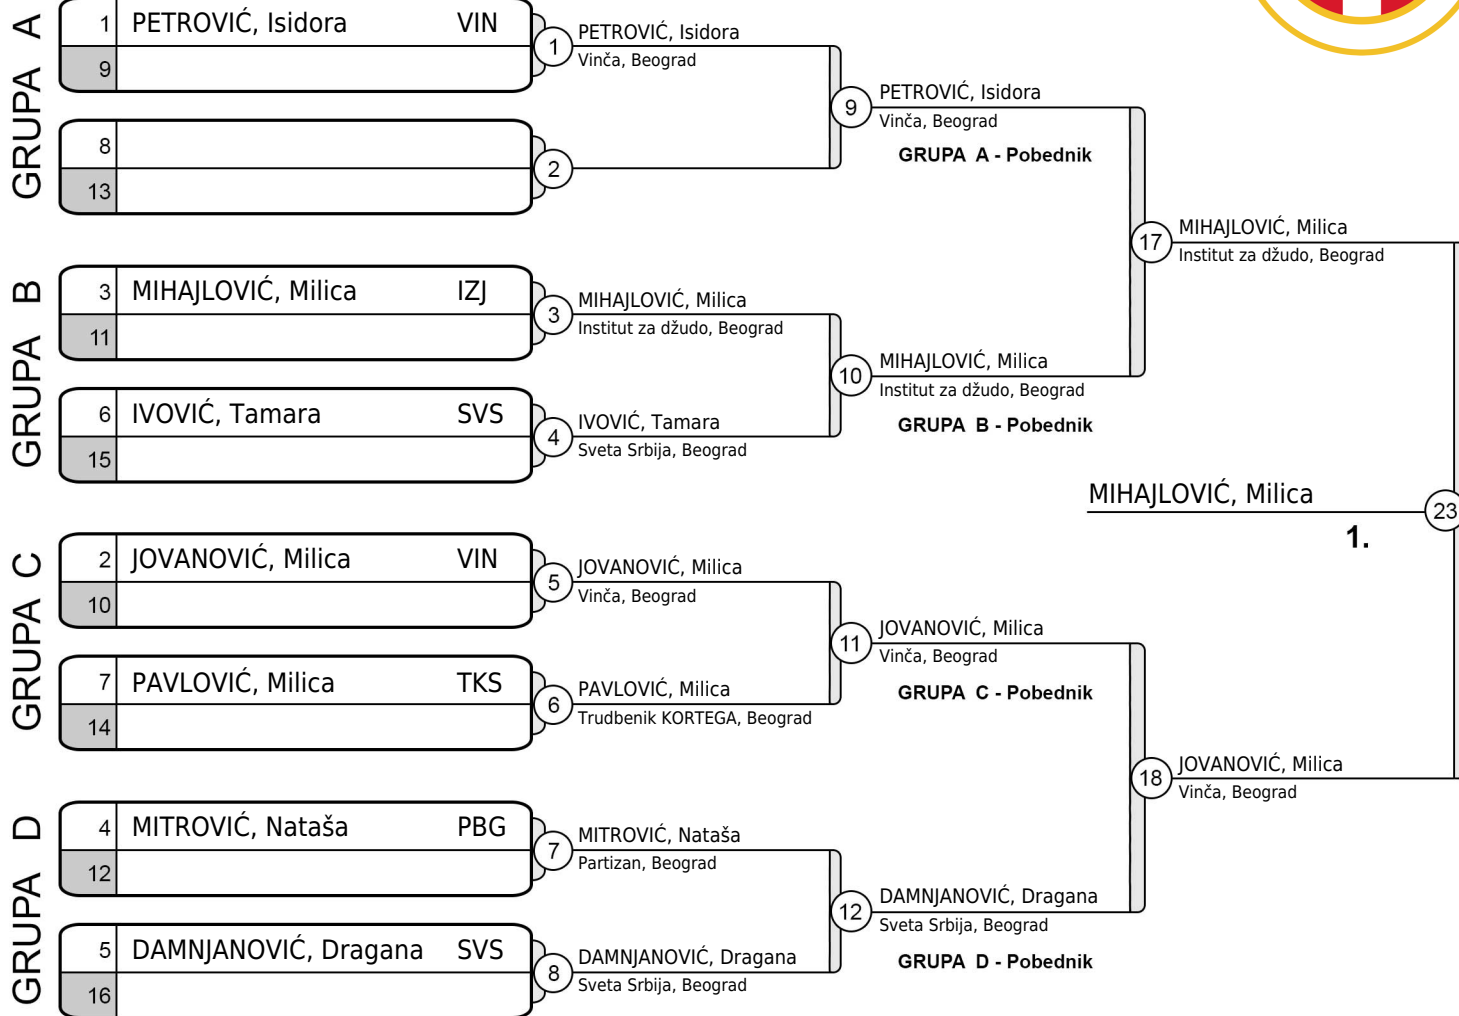 GRUPA A
1 PETROVIĆ, Isidora VIN
9
8
13
1
PETROVIĆ, Isidora
Vinča, Beograd
2
9
PETROVIĆ, Isidora
Vinča, Beograd
GRUPA A - Pobednik
GRUPA B
3 MIHAJLOVIĆ, Milica IZJ
11
6 IVOVIĆ, Tamara SVS
15
3
MIHAJLOVIĆ, Milica
Institut za džudo, Beograd
4
IVOVIĆ, Tamara
Sveta Srbija, Beograd
10
MIHAJLOVIĆ, Milica
Institut za džudo, Beograd
GRUPA B - Pobednik
17
MIHAJLOVIĆ, Milica
Institut za džudo, Beograd
MIHAJLOVIĆ, Milica
1.
23
GRUPA C
2 JOVANOVIĆ, Milica VIN
10
7 PAVLOVIĆ, Milica TKS
14
5
JOVANOVIĆ, Milica
Vinča, Beograd
6
PAVLOVIĆ, Milica
Trudbenik KORTEGA, Beograd
11
JOVANOVIĆ, Milica
Vinča, Beograd
GRUPA C - Pobednik
18
JOVANOVIĆ, Milica
Vinča, Beograd
GRUPA D
4 MITROVIĆ, Nataša PBG
12
5 DAMNJANOVIĆ, Dragana SVS
16
7
MITROVIĆ, Nataša
Partizan, Beograd
8
DAMNJANOVIĆ, Dragana
Sveta Srbija, Beograd
12
DAMNJANOVIĆ, Dragana
Sveta Srbija, Beograd
GRUPA D - Pobednik